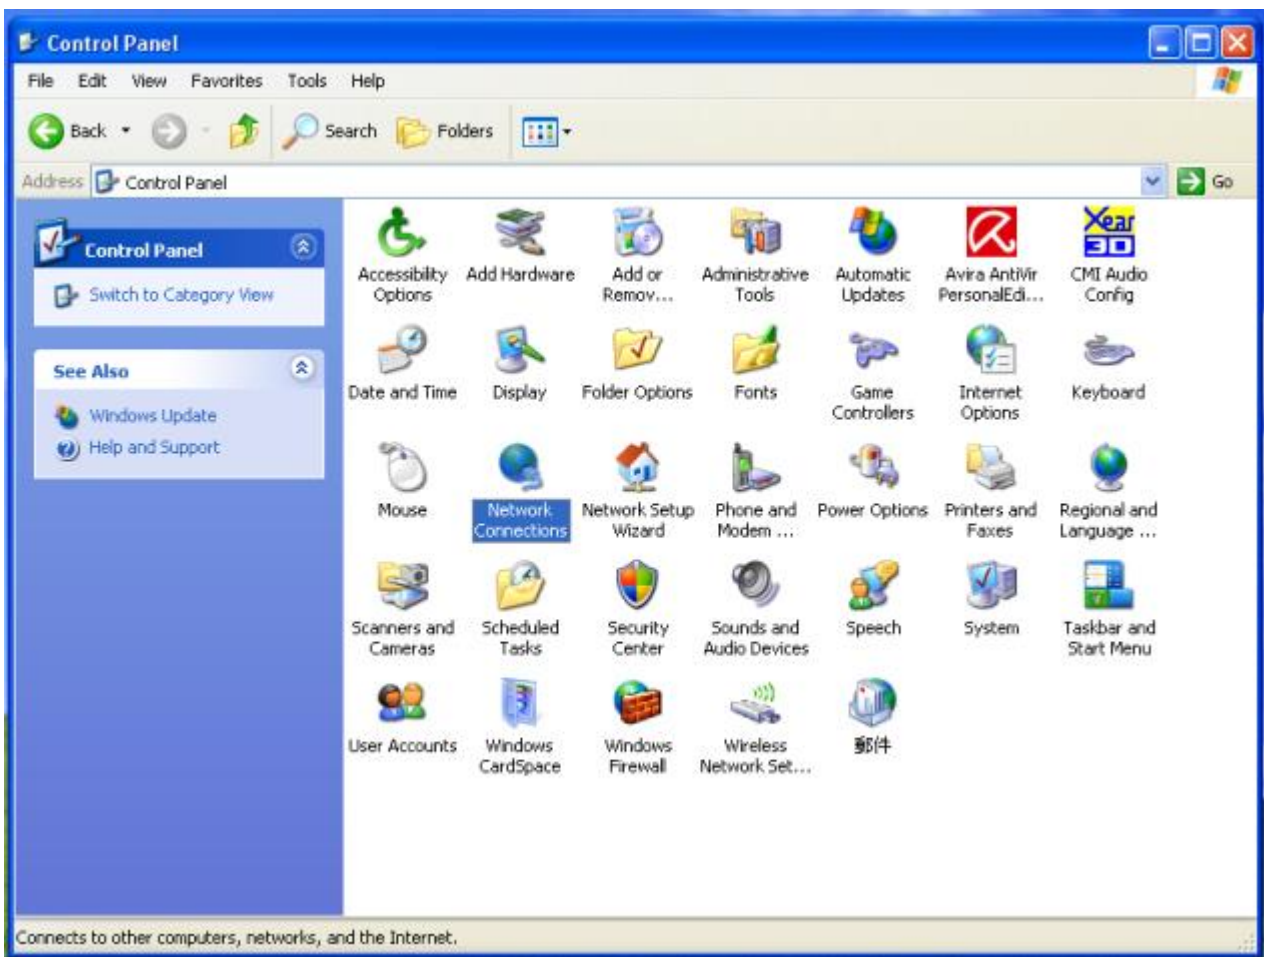 Control Panel
File Edit View Favorites Tools Help
Back Search Folders
Address Control Panel Go
Control Panel
Switch to Category View
See Also
Windows Update
Help and Support
Accessibility
Options
Add Hardware
Add or
Remov...
Administrative
Tools
Automatic
Updates
Avira AntiVir
PersonalEdi...
Xear
3D
CMI Audio
Config
Date and Time
Display
Folder Options
Fonts
Game
Controllers
Internet
Options
Keyboard
Mouse
Network
Connections
Network Setup
Wizard
Phone and
Modem ...
Power Options
Printers and
Faxes
Regional and
Language ...
Scanners and
Cameras
Scheduled
Tasks
Security
Center
Sounds and
Audio Devices
Speech
System
Taskbar and
Start Menu
User Accounts
Windows
CardSpace
Windows
Firewall
Wireless
Network Set...
郵件
Connects to other computers, networks, and the Internet.